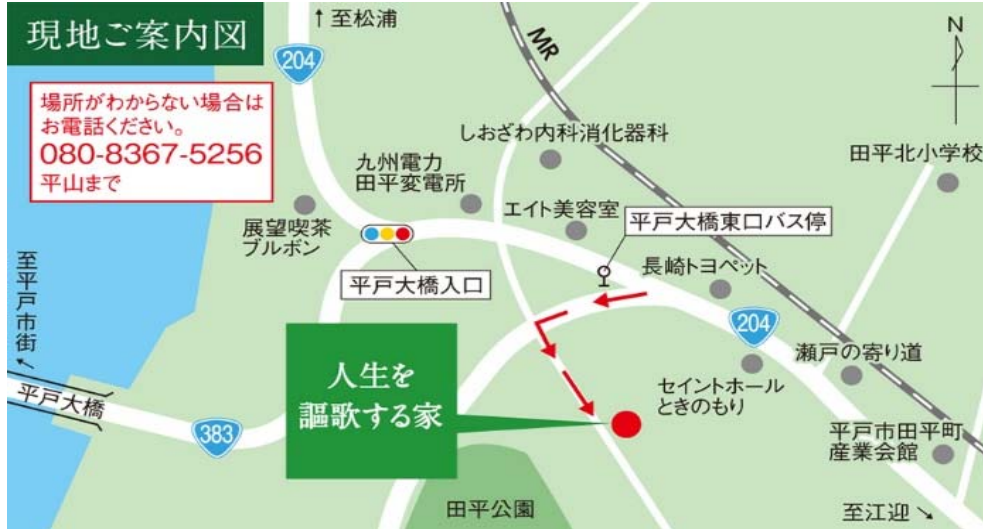 現地ご案内図
↑至松浦
204
MR
N
場所がわからない場合は
お電話ください。
080-8367-5256
平山まで
しおざわ内科消化器科
田平北小学校
九州電力
田平変電所
エイト美容室
平戸大橋東口バス停
展望喫茶
ブルボン
平戸大橋入口
長崎トヨペット
至平戸市街
↓
204
瀬戸の寄り道
人生を
謳歌する家
セイントホール
ときのもり
平戸大橋
383
平戸市田平町
産業会館
田平公園
至江迎↘